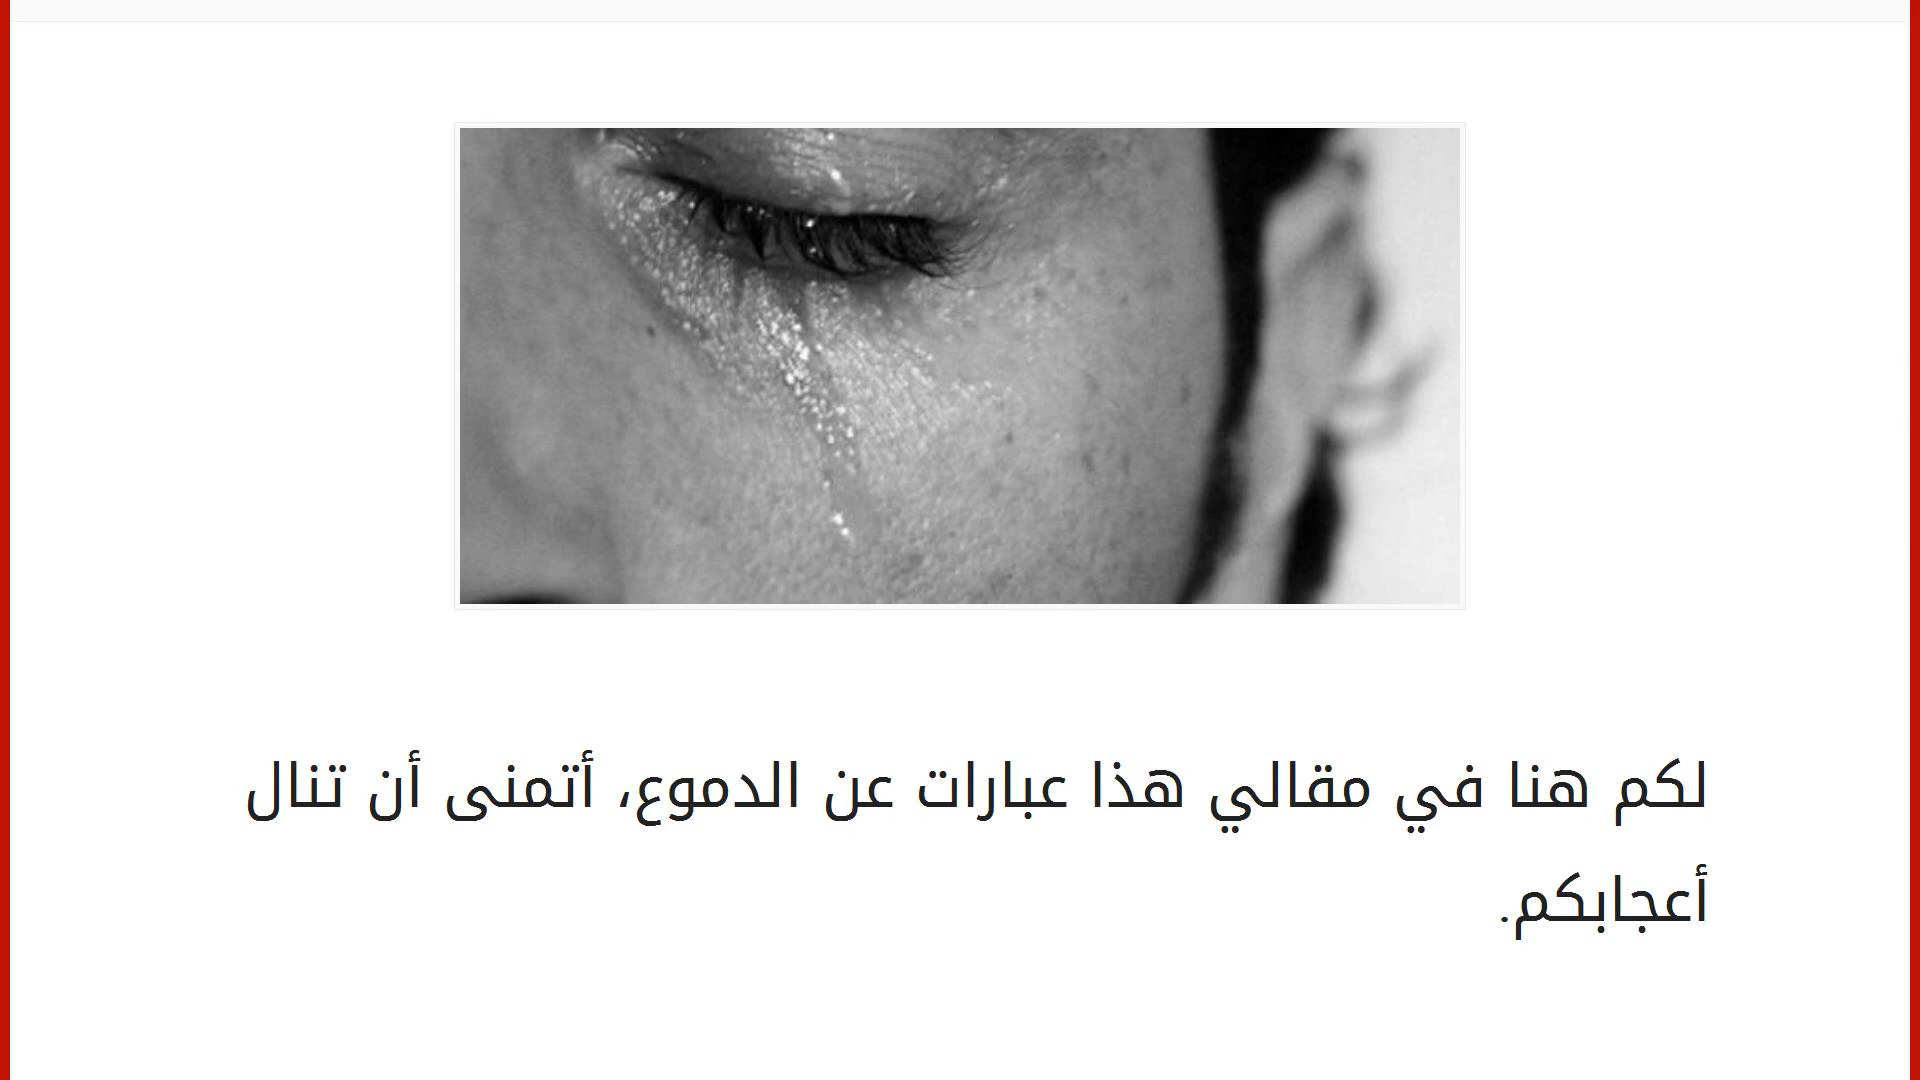 لكم هنا في مقالي هذا عبارات عن الدموع، أتمنى أن تنال
أعجابكم.